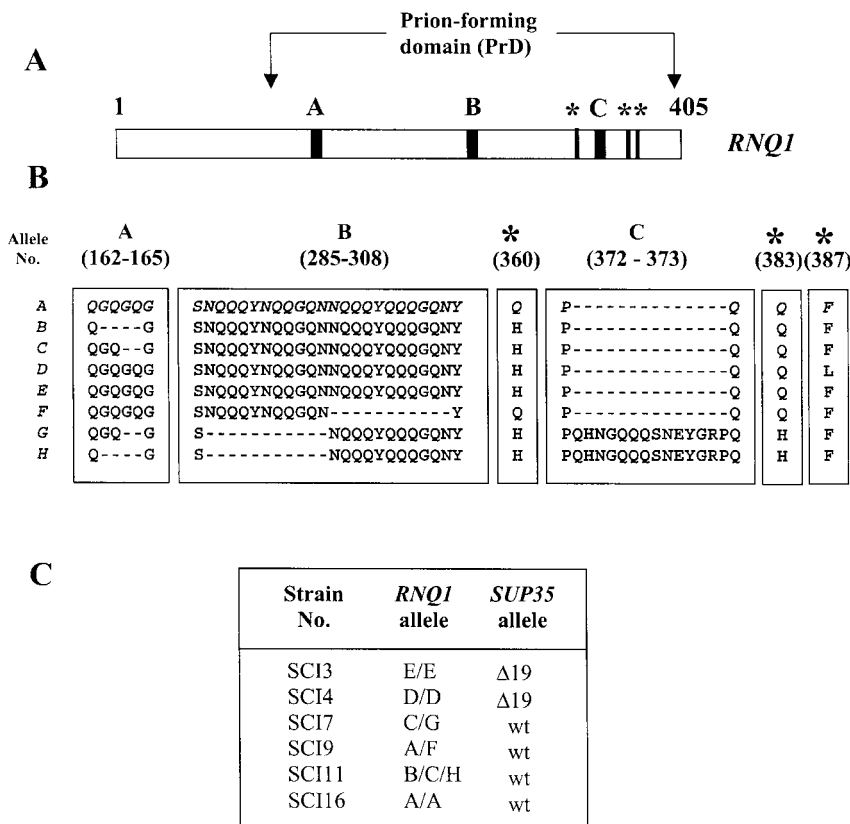 Prion-forming
domain (PrD)
A
1 A B * C ** 405
RNQ1
B
Allele No. A (162-165) B (285-308) * (360) C (372 - 373) * (383) * (387)
A QGQGQG SNQQQYNQQGQNNQQQYQQQGQNY Q P---------------Q Q F
B Q----G SNQQQYNQQGQNNQQQYQQQGQNY H P---------------Q Q F
C QGQ--G SNQQQYNQQGQNNQQQYQQQGQNY H P---------------Q Q F
D QGQGQG SNQQQYNQQGQNNQQQYQQQGQNY H P---------------Q Q L
E QGQGQG SNQQQYNQQGQNNQQQYQQQGQNY H P---------------Q Q F
F QGQGQG SNQQQYNQQGQN-----------Y Q P---------------Q Q F
G QGQ--G S-----------NQQQYQQQGQNY H PQHNGQQQSNEYGRPQ H F
H Q----G S-----------NQQQYQQQGQNY H PQHNGQQQSNEYGRPQ H F
C
Strain No. RNQ1 allele SUP35 allele
SCI3 E/E Δ19
SCI4 D/D Δ19
SCI7 C/G wt
SCI9 A/F wt
SCI11 B/C/H wt
SCI16 A/A wt